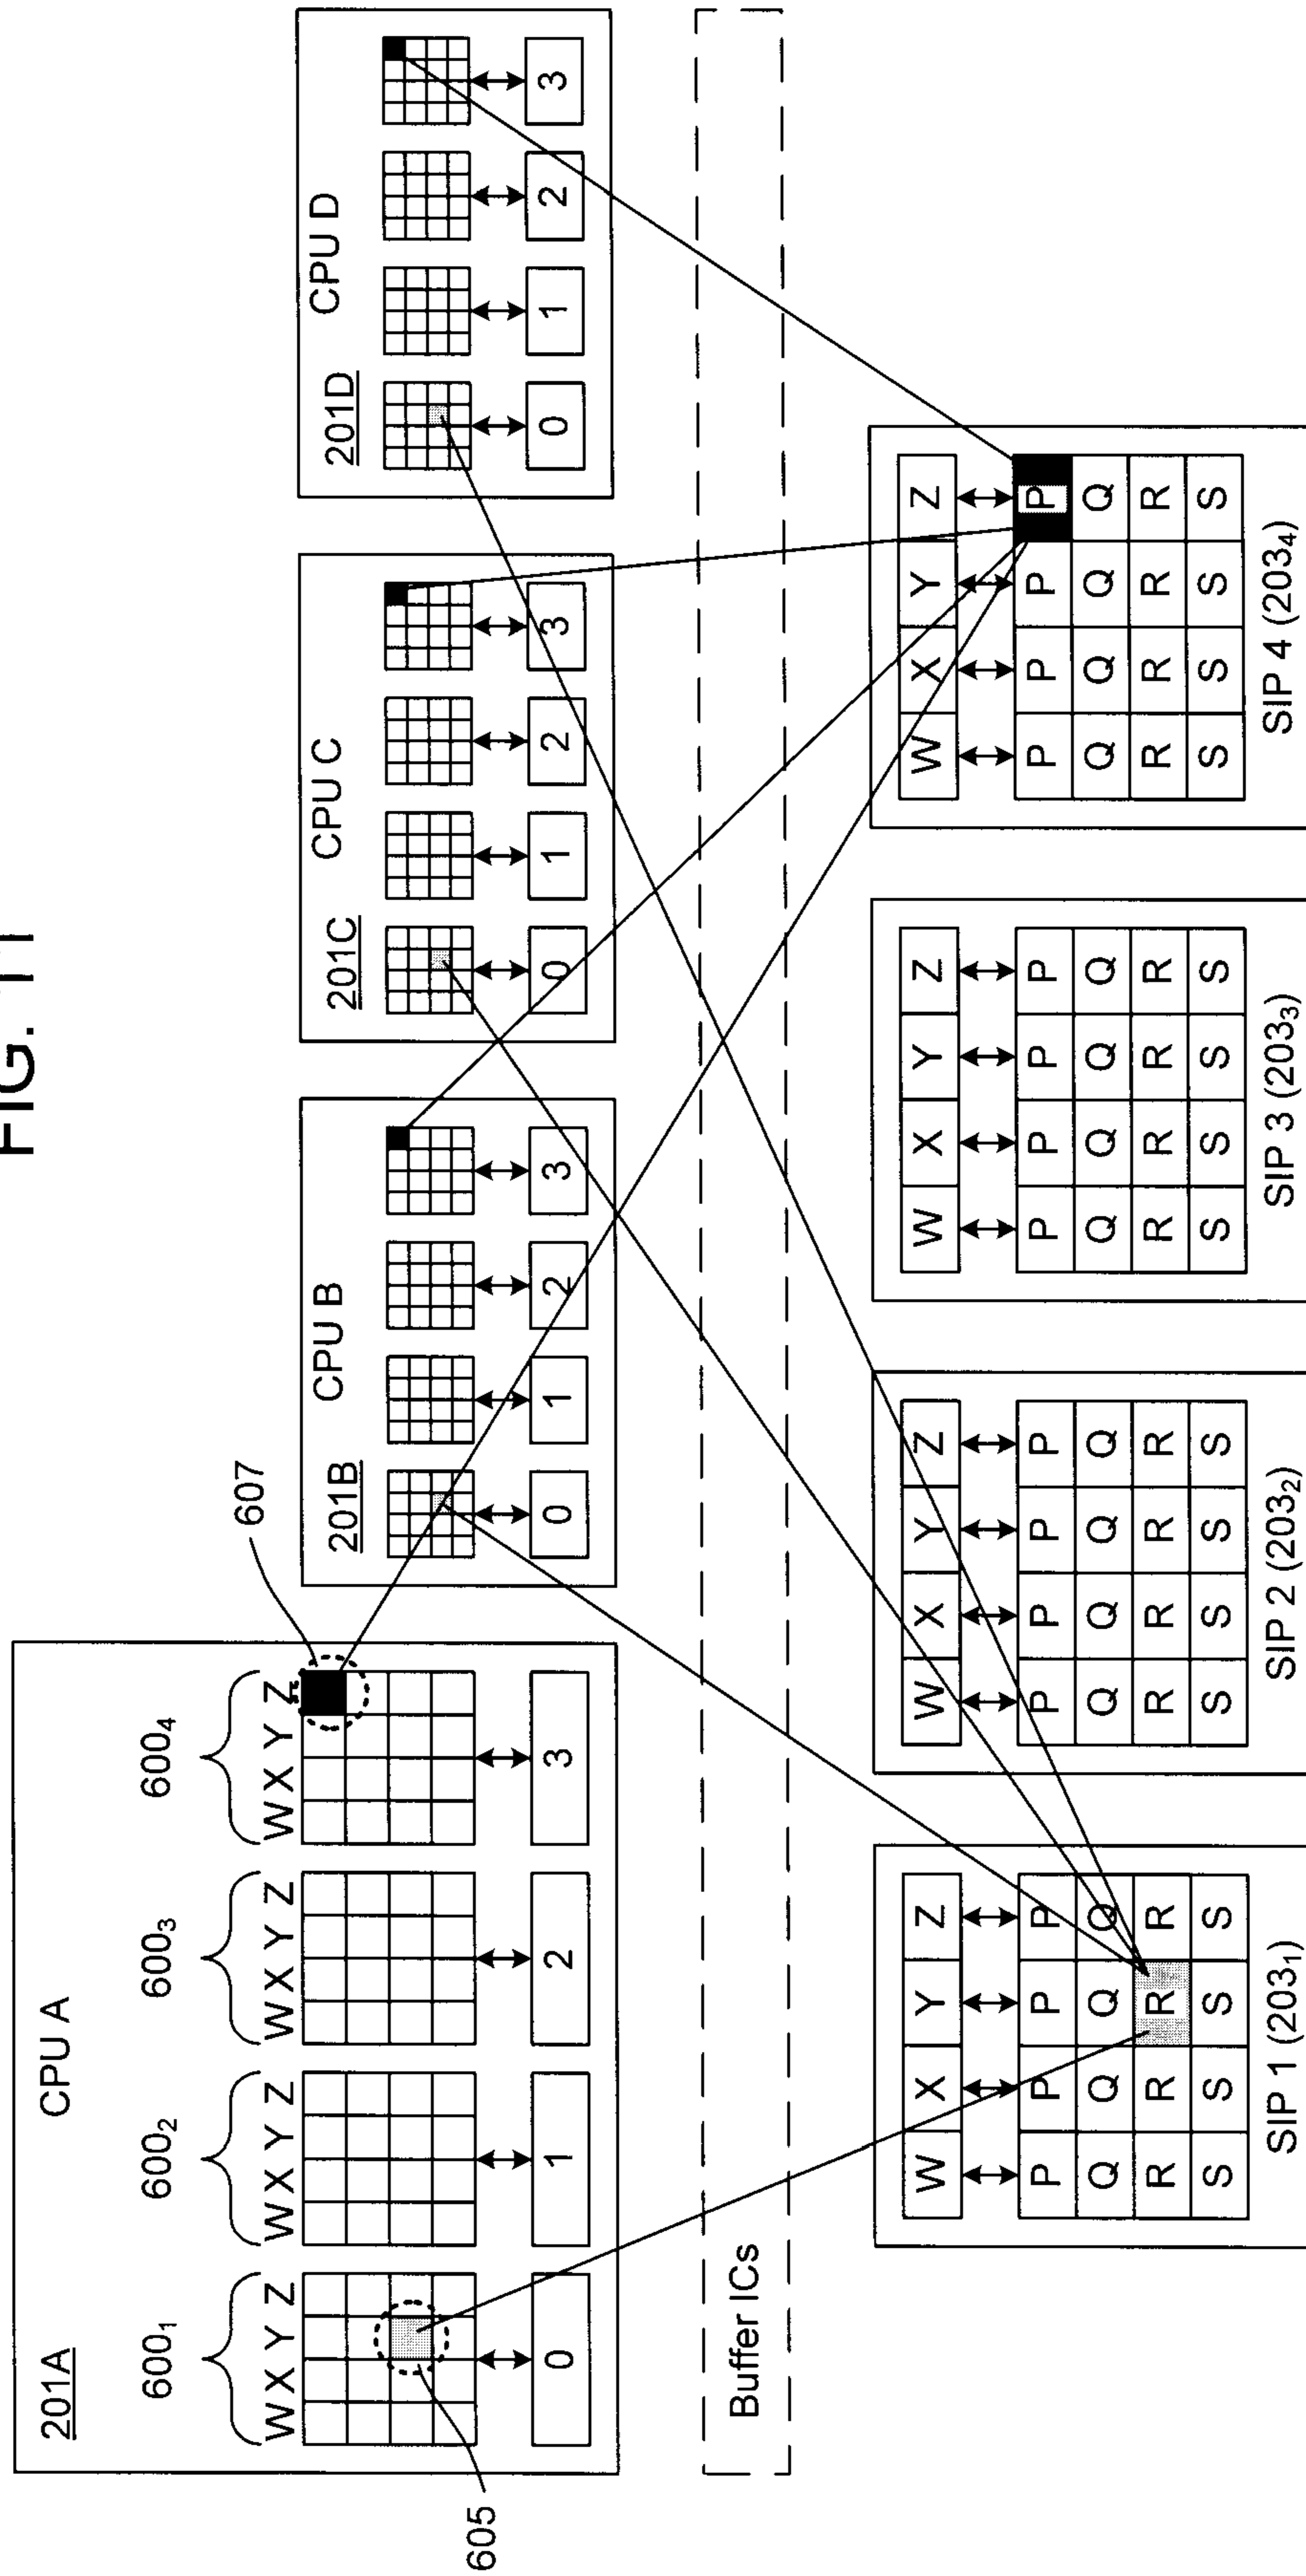 FIG. 11
201A CPU A
600₁ 600₂ 600₃ 600₄
W X Y Z W X Y Z W X Y Z W X Y Z
607
605
0 1 2 3
201B CPU B
0 1 2 3
201C CPU C
0 1 2 3
201D CPU D
0 1 2 3
Buffer ICs
W X Y Z
P P P P
Q Q Q Q
R R R R
S S S S
SIP 1 (203₁)
W X Y Z
P P P P
Q Q Q Q
R R R R
S S S S
SIP 2 (203₂)
W X Y Z
P P P P
Q Q Q Q
R R R R
S S S S
SIP 3 (203₃)
W X Y Z
P P P P
Q Q Q Q
R R R R
S S S S
SIP 4 (203₄)